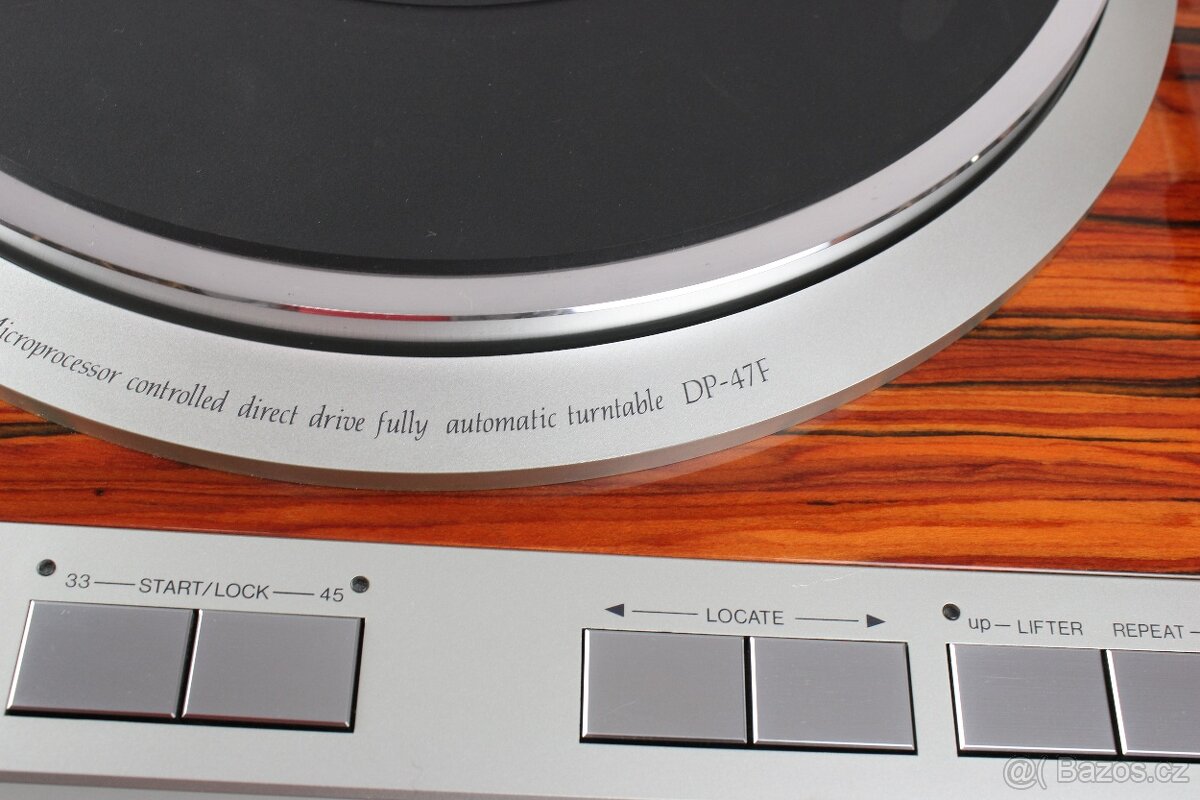 Microprocessor controlled direct drive fully automatic turntable DP-47F
33 START/LOCK 45
LOCATE
up LIFTER REPEAT
@( Bazos.cz